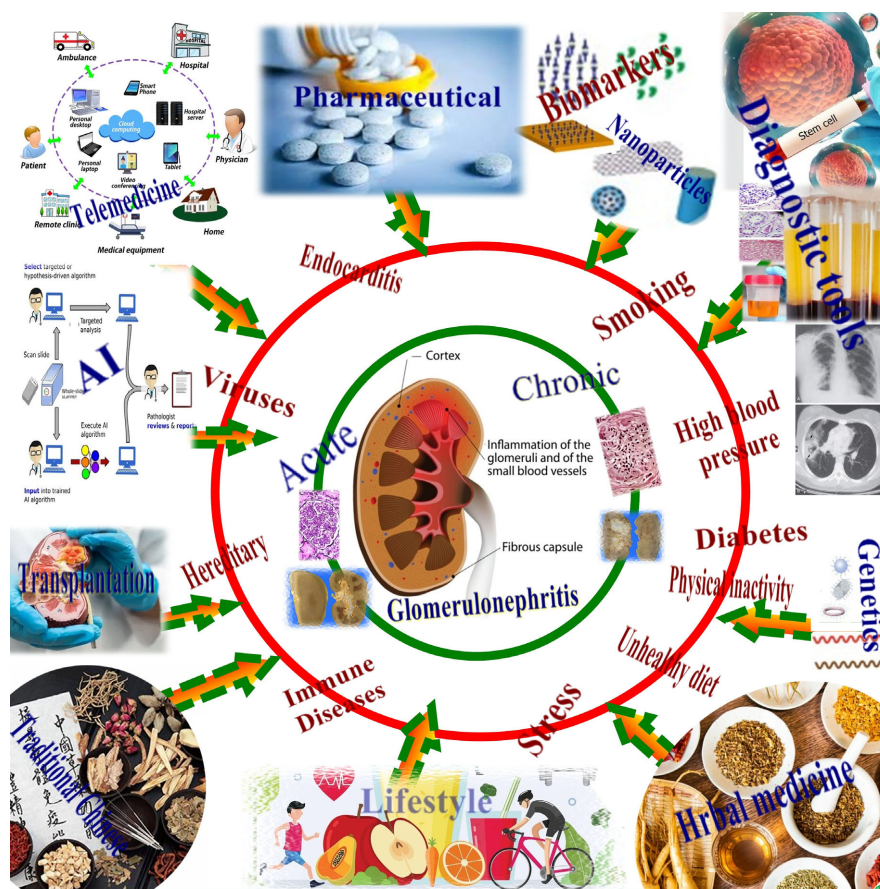 Ambulance
Hospital
Smart
Phone
Personal
desktop
Hospital
server
Cloud
computing
Patient
Personal
laptop
Tablet
Physician
Video
conferencing
Telemedicine
Remote clinic
Home
Medical equipment
Pharmaceutical
Biomarkers
Nanoparticles
Stem cell
Diagnostic tools
Select targeted or
hypothesis-driven algorithm
Targeted
analysis
Scan slide
AI
Whole-slide
scanner
Pathologist
reviews & report
Execute AI
algorithm
Input into trained
AI algorithm
Endocarditis
Smoking
Viruses
High blood
pressure
Hereditary
Diabetes
Physical inactivity
Unhealthy diet
Immune
Diseases
Stress
Cortex
Chronic
Acute
Inflammation of the
glomeruli and of the
small blood vessels
Fibrous capsule
Glomerulonephritis
Transplantation
Genetics
Traditional Chinese
中國
Lifestyle
Hrbal medicine